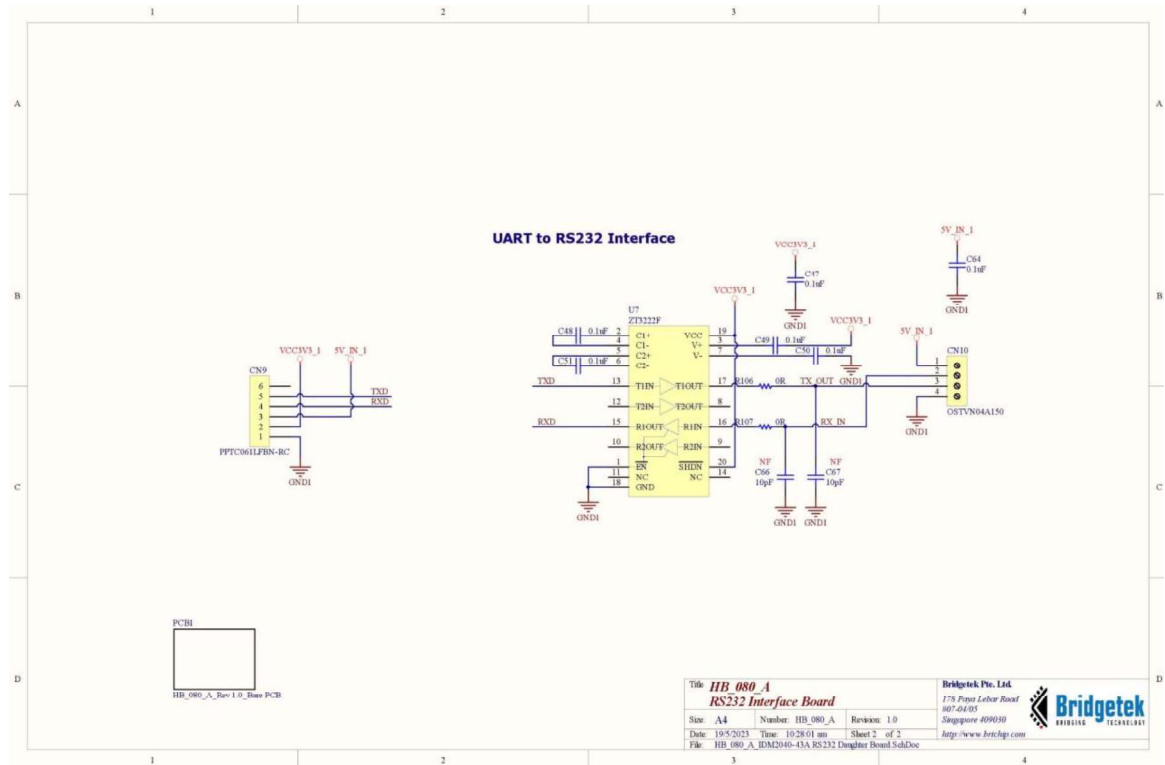 1 2 3 4
A A
UART to RS232 Interface
5V_IN_1
C64
0.1uF
GND1
VCC3V3_1
C47
0.1uF
GND1
B B
VCC3V3_1
U7
ZT3222F
C48 0.1uF 2 C1+ VCC 19
4 C1- V+ 3 C49 0.1uF VCC3V3_1
5 C2+ V- 7 C50 0.1uF GND1
C51 0.1uF 6 C2-
TXD 13 T1IN T1OUT 17 R106 0R TX_OUT
12 T2IN T2OUT 8
RXD 15 R1OUT R1IN 16 R107 0R RX_IN
10 R2OUT R2IN 9
1 EN SHDN 20
11 NC NC 14
18 GND
GND1
NF
C66
10pF
GND1
NF
C67
10pF
GND1
5V_IN_1
CN10
1
2
3
4
OSTVN04A150
GND1
VCC3V3_1 5V_IN_1
CN9
6
5 TXD
4 RXD
3
2
1
PPTC061LFBN-RC
GND1
C C
PCB1
HB_080_A_Rev 1.0_Bare PCB
D D
Title HB_080_A
RS232 Interface Board
Size: A4 Number: HB_080_A Revision: 1.0
Date: 19/5/2023 Time: 10:28:01 am Sheet 2 of 2
File: HB_080_A_IDM2040-43A RS232 Daughter Board.SchDoc
Bridgetek Pte. Ltd.
178 Paya Lebar Road
#07-04/05
Singapore 409030
http://www.brtchip.com
Bridgetek
BRIDGING TECHNOLOGY
1 2 3 4